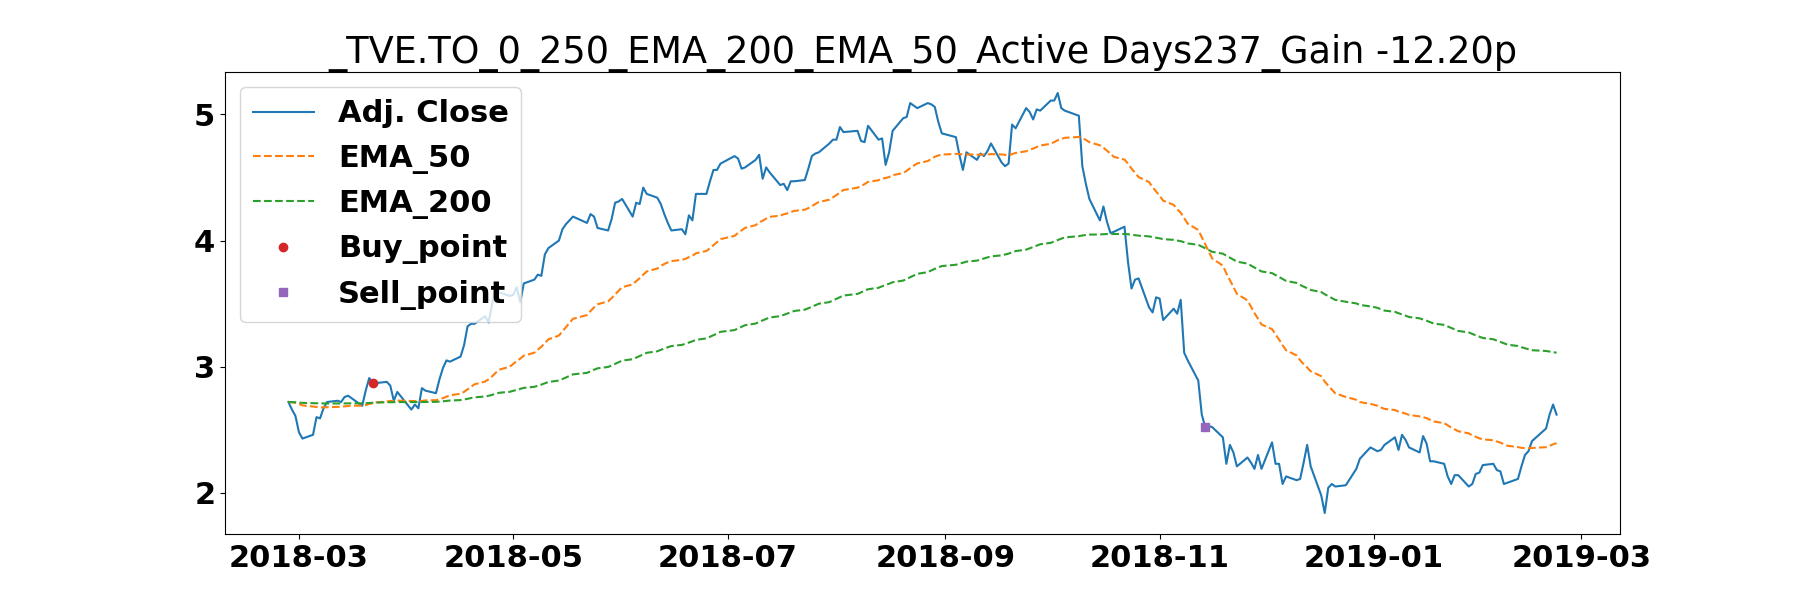 _TVE.TO_0_250_EMA_200_EMA_50_Active Days237_Gain -12.20p
Adj. Close
EMA_50
EMA_200
Buy_point
Sell_point
5
4
3
2
2018-03 2018-05 2018-07 2018-09 2018-11 2019-01 2019-03